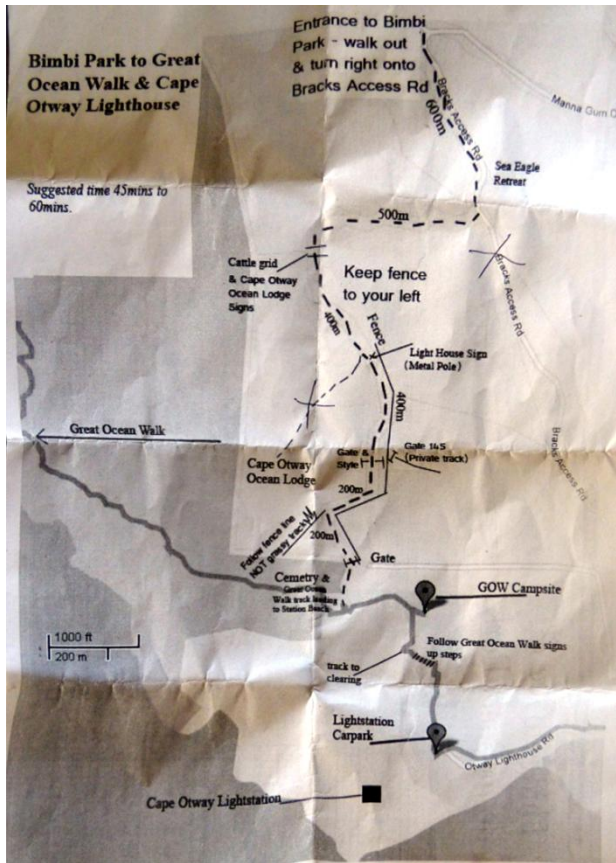 Entrance to Bimbi
Park - walk out
& turn right onto
Bracks Access Rd
Bimbi Park to Great
Ocean Walk & Cape
Otway Lighthouse
Bracks Access Rd
600m
Manna Gum
Sea Eagle
Retreat
Suggested time 45mins to
60mins.
500m
Cattle grid
& Cape Otway
Ocean Lodge
Signs
Keep fence
to your left
Bracks Access Rd
400m
Fence
Light House Sign
(Metal Pole)
400m
Great Ocean Walk
Cape Otway
Ocean Lodge
Gate &
Style
Gate 145
(Private track)
Bracks Access Rd
200m
Follow fence line
NOT grassy track
200m
Gate
Cemetry &
Great Ocean
Walk track leading
to Station Beach
GOW Campsite
1000 ft
200 m
Follow Great Ocean Walk signs
up steps
track to
clearing
Lightstation
Carpark
Otway Lighthouse Rd
Cape Otway Lightstation